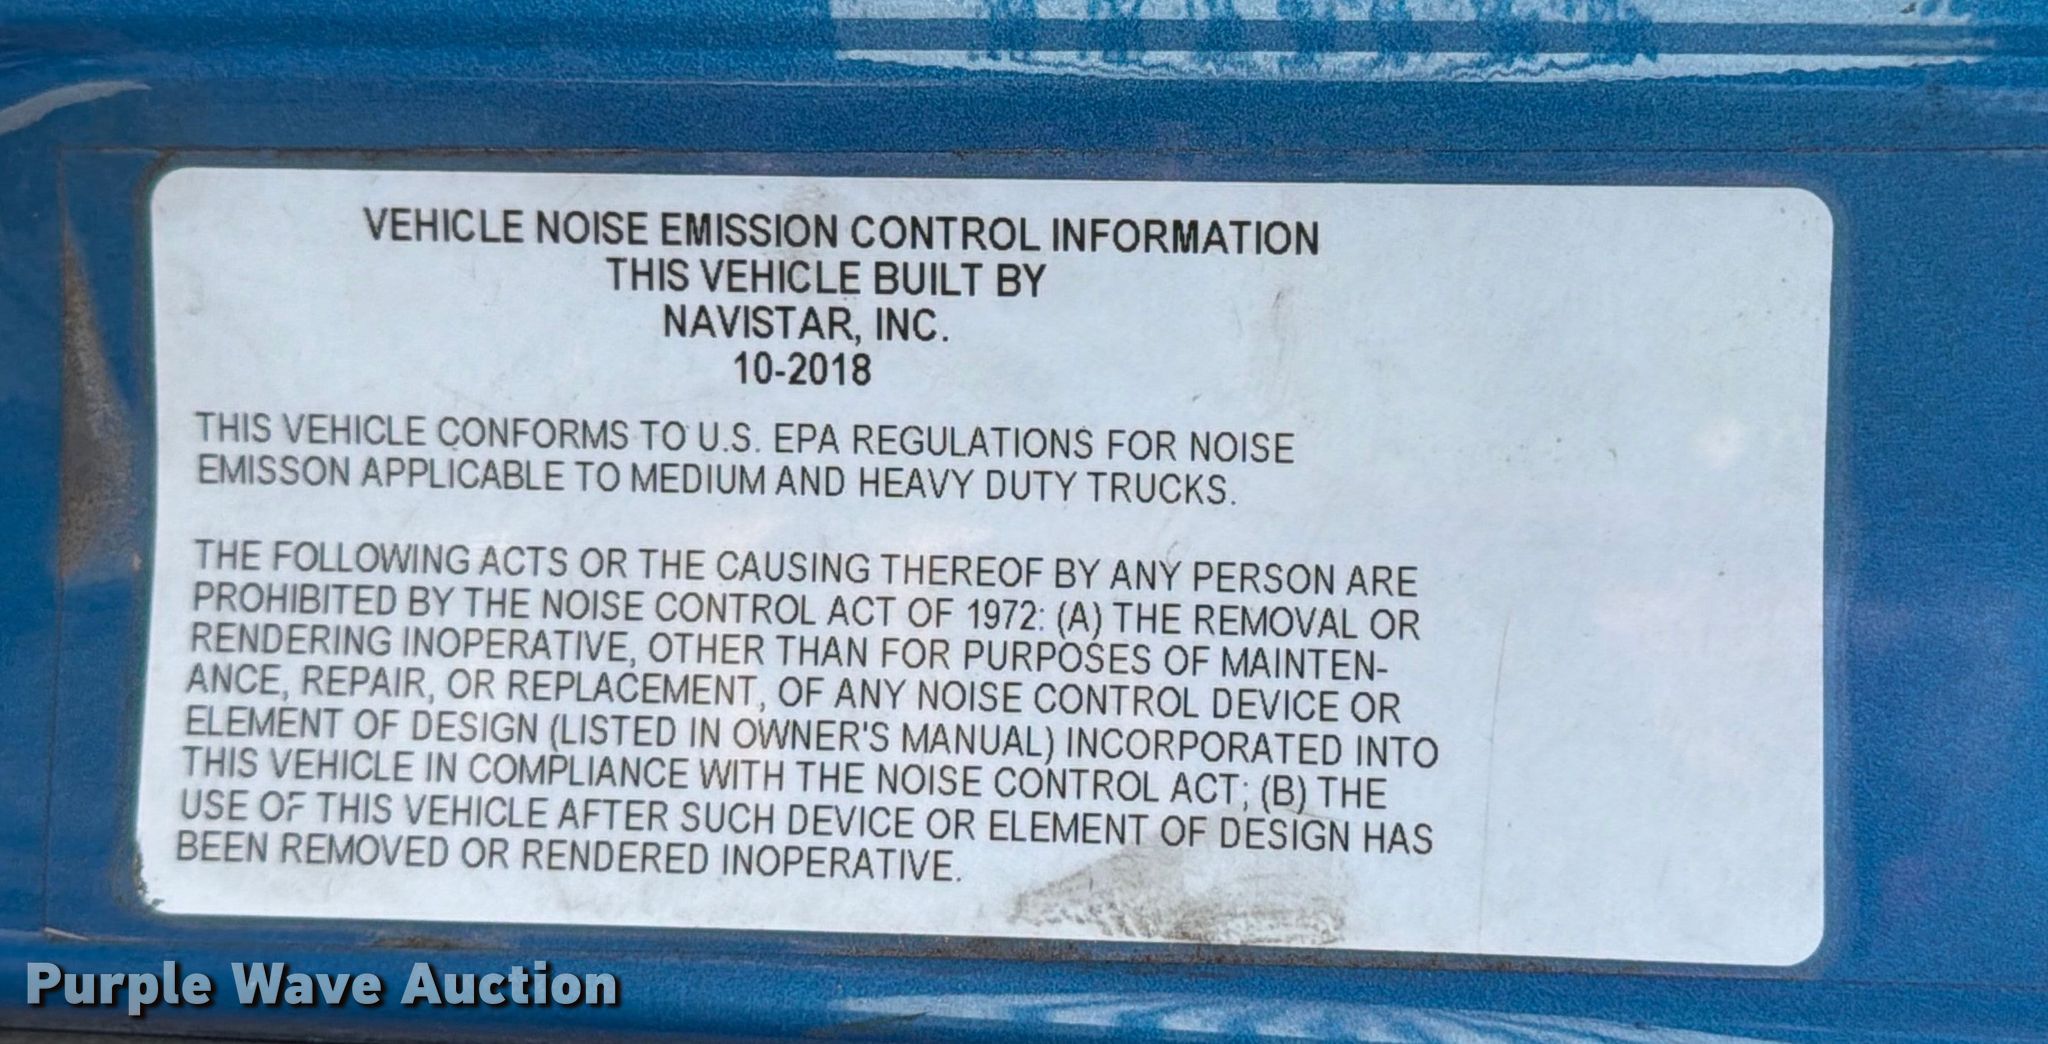 VEHICLE NOISE EMISSION CONTROL INFORMATION
THIS VEHICLE BUILT BY
NAVISTAR, INC.
10-2018
THIS VEHICLE CONFORMS TO U.S. EPA REGULATIONS FOR NOISE
EMISSON APPLICABLE TO MEDIUM AND HEAVY DUTY TRUCKS.
THE FOLLOWING ACTS OR THE CAUSING THEREOF BY ANY PERSON ARE
PROHIBITED BY THE NOISE CONTROL ACT OF 1972: (A) THE REMOVAL OR
RENDERING INOPERATIVE, OTHER THAN FOR PURPOSES OF MAINTEN-
ANCE, REPAIR, OR REPLACEMENT, OF ANY NOISE CONTROL DEVICE OR
ELEMENT OF DESIGN (LISTED IN OWNER'S MANUAL) INCORPORATED INTO
THIS VEHICLE IN COMPLIANCE WITH THE NOISE CONTROL ACT; (B) THE
USE OF THIS VEHICLE AFTER SUCH DEVICE OR ELEMENT OF DESIGN HAS
BEEN REMOVED OR RENDERED INOPERATIVE.
Purple Wave Auction